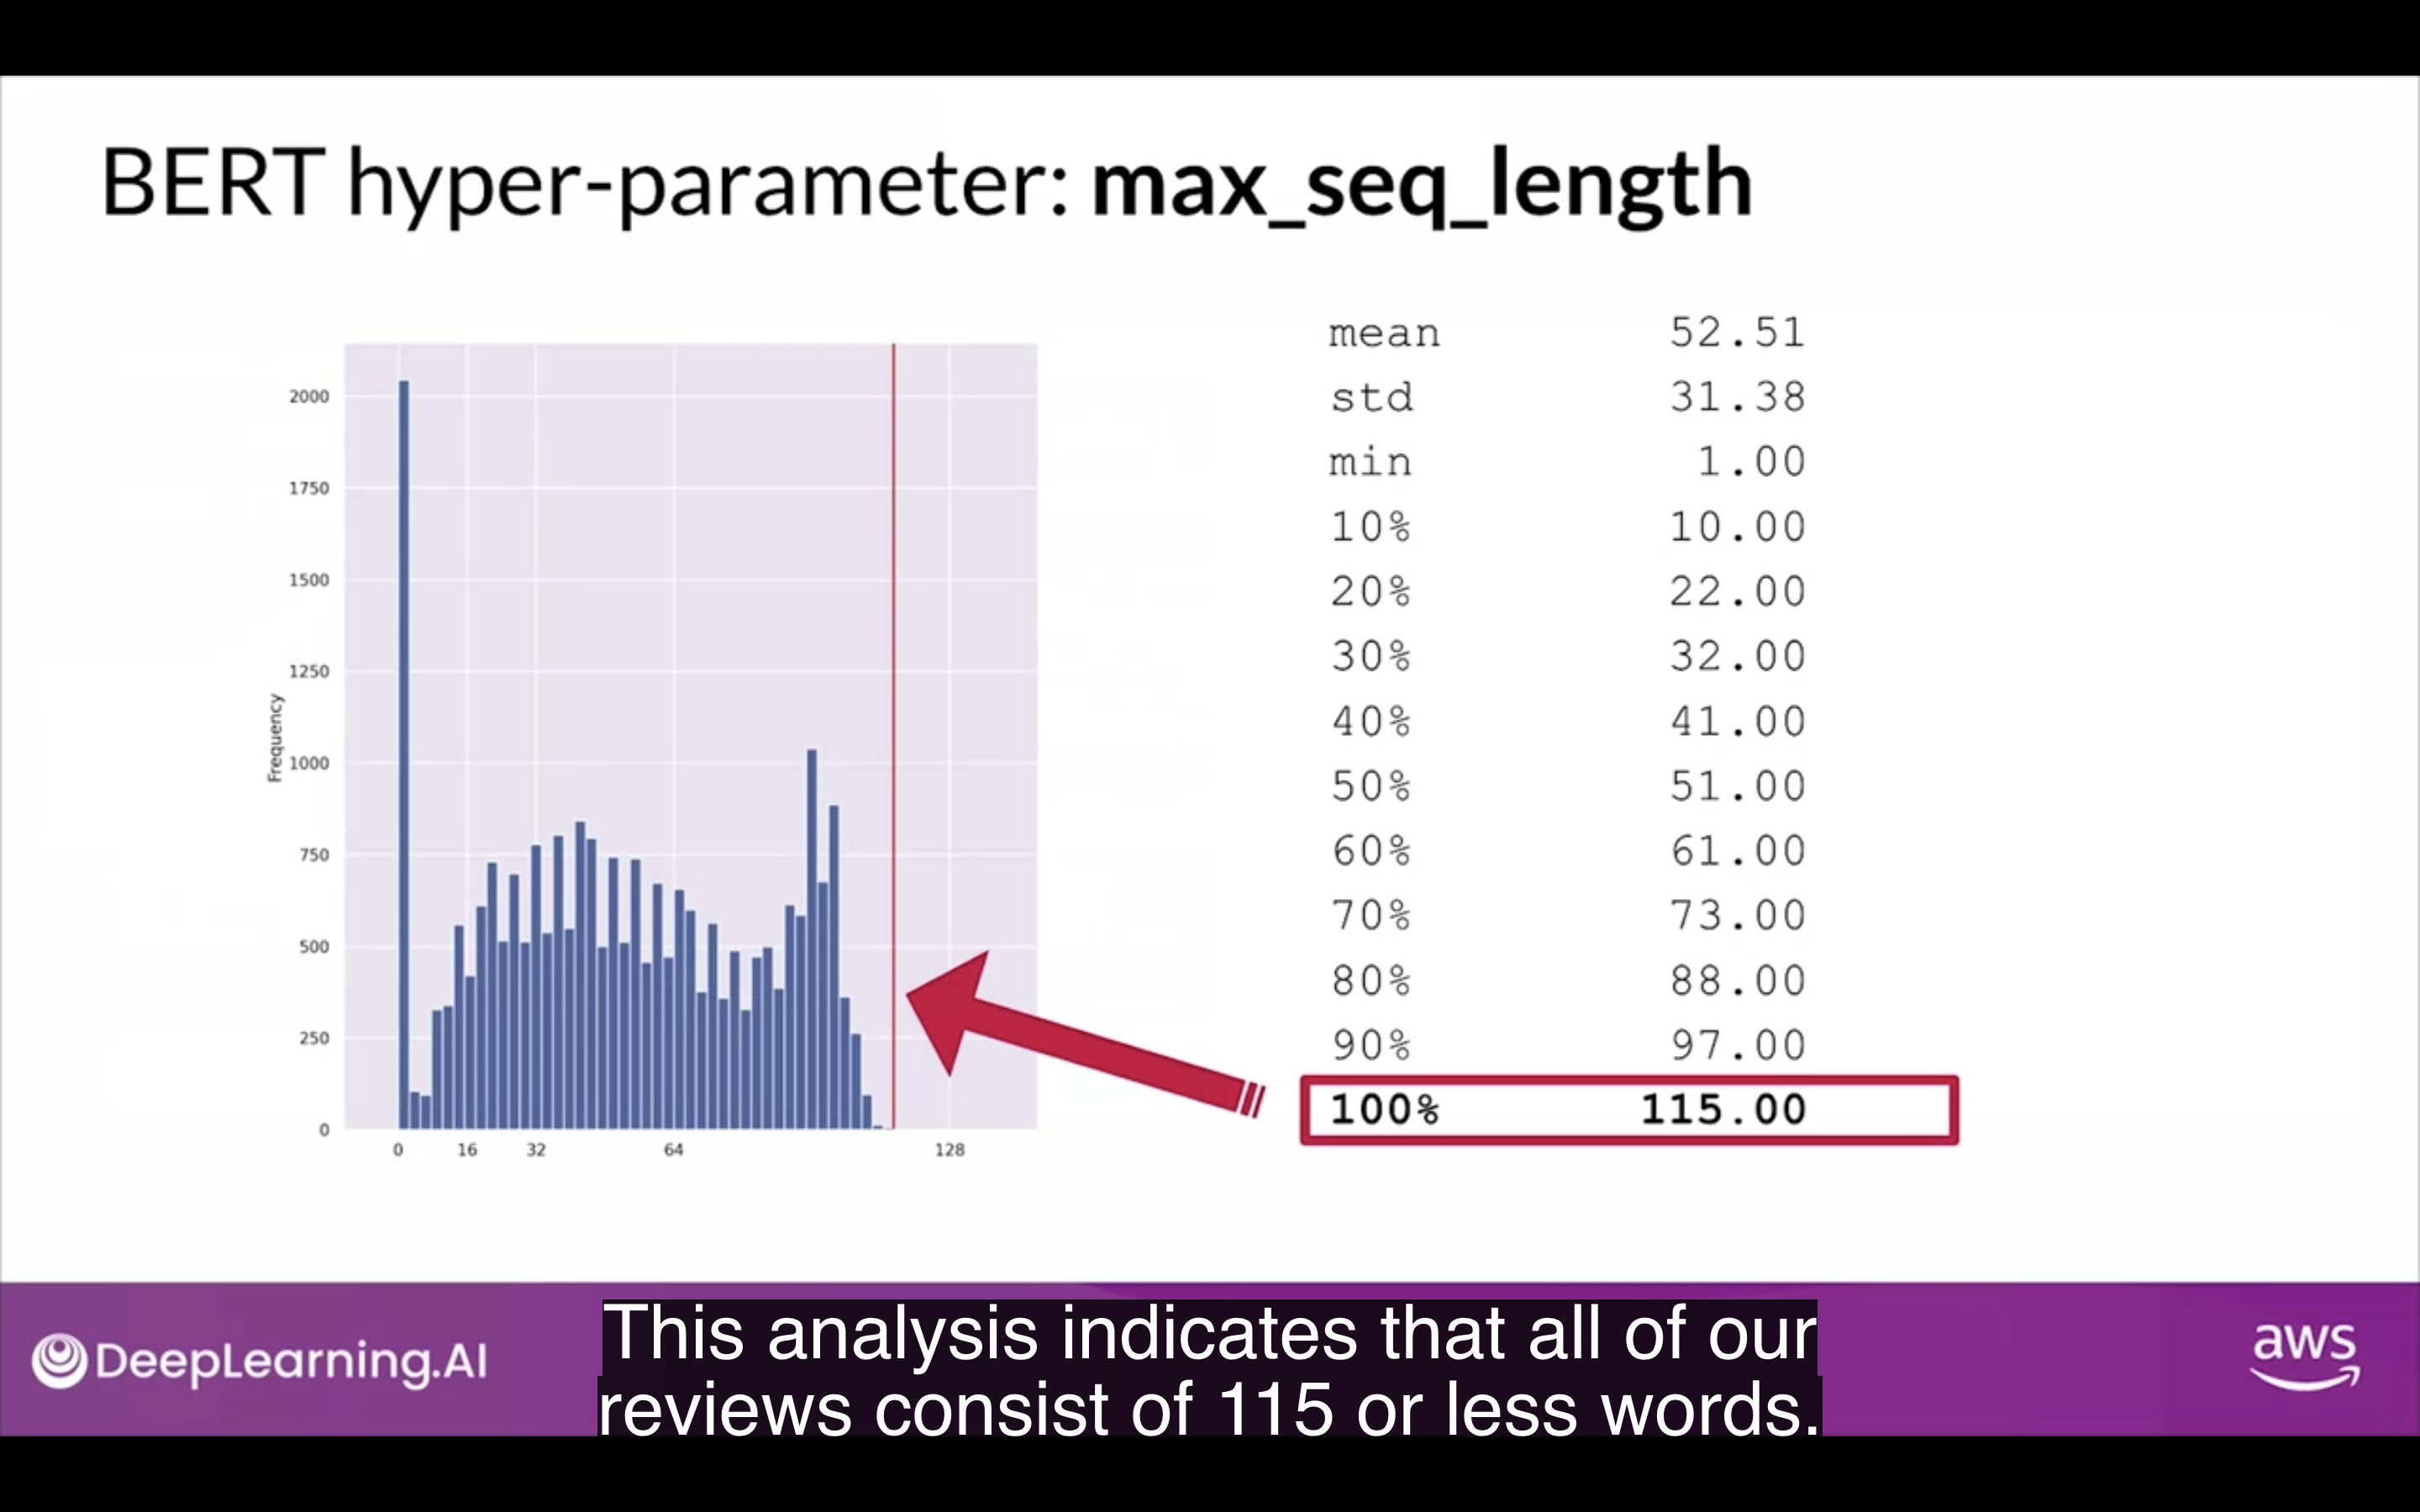 BERT hyper-parameter: max_seq_length
2000
1750
1500
1250
1000
750
500
250
0
Frequency
0 16 32 64 128
mean 52.51
std 31.38
min 1.00
10% 10.00
20% 22.00
30% 32.00
40% 41.00
50% 51.00
60% 61.00
70% 73.00
80% 88.00
90% 97.00
100% 115.00
DeepLearning.AI
This analysis indicates that all of our
reviews consist of 115 or less words.
aws